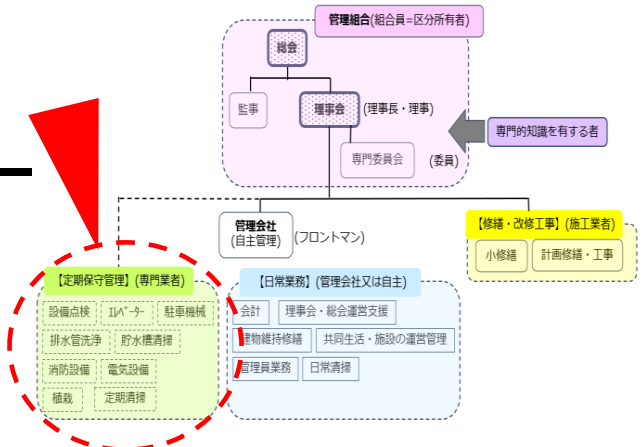 管理組合(組合員=区分所有者)
総会
監事
理事会
(理事長・理事)
専門的知識を有する者
専門委員会
(委員)
管理会社
(自主管理)
(フロントマン)
【修繕・改修工事】(施工業者)
小修繕
計画修繕・工事
【定期保守管理】(専門業者)
設備点検
ｴﾚﾍﾞｰﾀｰ
駐車機械
排水管洗浄
貯水槽清掃
消防設備
電気設備
植栽
定期清掃
【日常業務】(管理会社又は自主)
会計
理事会・総会運営支援
建物維持修繕
共同生活・施設の運営管理
管理員業務
日常清掃